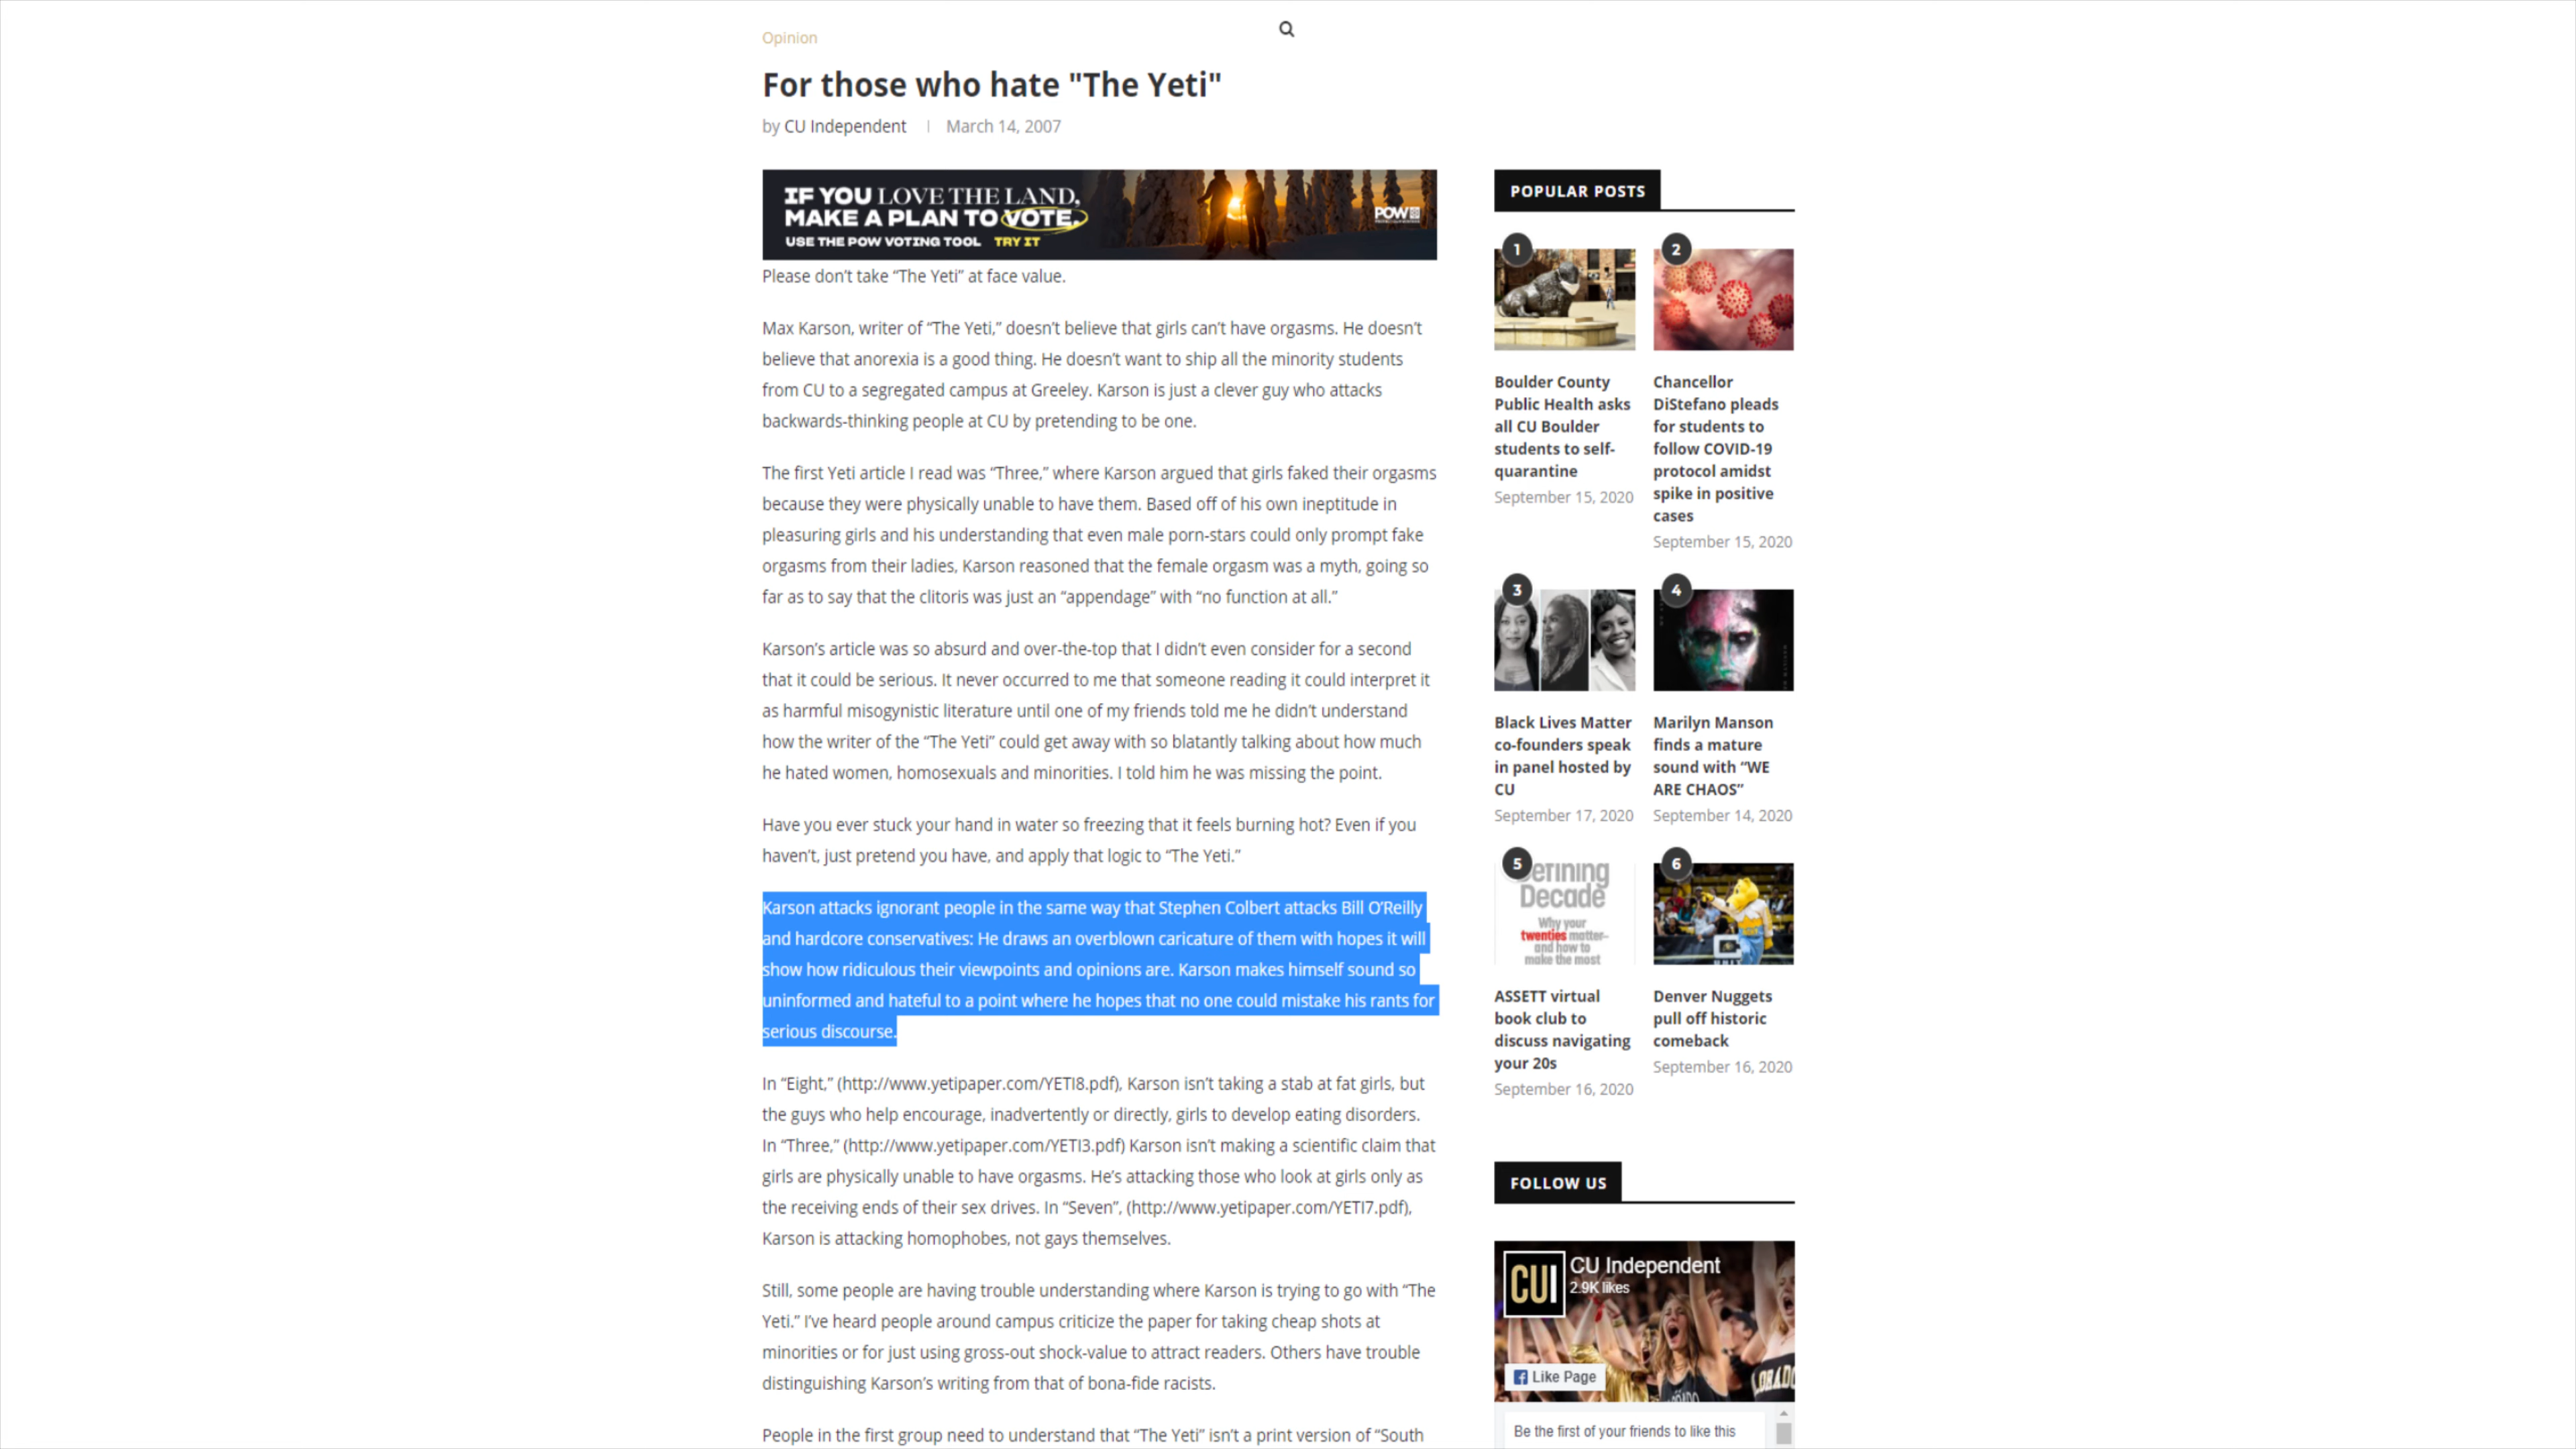 Opinion
For those who hate "The Yeti"
by CU Independent | March 14, 2007
IF YOU LOVE THE LAND,
MAKE A PLAN TO VOTE.
USE THE POW VOTING TOOL TRY IT
POW
Please don’t take “The Yeti” at face value.
Max Karson, writer of “The Yeti,” doesn’t believe that girls can’t have orgasms. He doesn’t
believe that anorexia is a good thing. He doesn’t want to ship all the minority students
from CU to a segregated campus at Greeley. Karson is just a clever guy who attacks
backwards-thinking people at CU by pretending to be one.
The first Yeti article I read was “Three,” where Karson argued that girls faked their orgasms
because they were physically unable to have them. Based off of his own ineptitude in
pleasuring girls and his understanding that even male porn-stars could only prompt fake
orgasms from their ladies, Karson reasoned that the female orgasm was a myth, going so
far as to say that the clitoris was just an “appendage” with “no function at all.”
Karson’s article was so absurd and over-the-top that I didn’t even consider for a second
that it could be serious. It never occurred to me that someone reading it could interpret it
as harmful misogynistic literature until one of my friends told me he didn’t understand
how the writer of the “The Yeti” could get away with so blatantly talking about how much
he hated women, homosexuals and minorities. I told him he was missing the point.
Have you ever stuck your hand in water so freezing that it feels burning hot? Even if you
haven’t, just pretend you have, and apply that logic to “The Yeti.”
Karson attacks ignorant people in the same way that Stephen Colbert attacks Bill O’Reilly
and hardcore conservatives: He draws an overblown caricature of them with hopes it will
show how ridiculous their viewpoints and opinions are. Karson makes himself sound so
uninformed and hateful to a point where he hopes that no one could mistake his rants for
serious discourse.
In “Eight,” (http://www.yetipaper.com/YETI8.pdf), Karson isn’t taking a stab at fat girls, but
the guys who help encourage, inadvertently or directly, girls to develop eating disorders.
In “Three,” (http://www.yetipaper.com/YETI3.pdf) Karson isn’t making a scientific claim that
girls are physically unable to have orgasms. He’s attacking those who look at girls only as
the receiving ends of their sex drives. In “Seven”, (http://www.yetipaper.com/YETI7.pdf),
Karson is attacking homophobes, not gays themselves.
Still, some people are having trouble understanding where Karson is trying to go with “The
Yeti.” I’ve heard people around campus criticize the paper for taking cheap shots at
minorities or for just using gross-out shock-value to attract readers. Others have trouble
distinguishing Karson’s writing from that of bona-fide racists.
People in the first group need to understand that “The Yeti” isn’t a print version of “South
POPULAR POSTS
1
Boulder County
Public Health asks
all CU Boulder
students to self-
quarantine
September 15, 2020
2
Chancellor
DiStefano pleads
for students to
follow COVID-19
protocol amidst
spike in positive
cases
September 15, 2020
3
Black Lives Matter
co-founders speak
in panel hosted by
CU
September 17, 2020
4
Marilyn Manson
finds a mature
sound with “WE
ARE CHAOS”
September 14, 2020
5
efining
Decade
Why your
twenties matter–
and how to
make the most
ASSETT virtual
book club to
discuss navigating
your 20s
September 16, 2020
6
Denver Nuggets
pull off historic
comeback
September 16, 2020
FOLLOW US
CUI
CU Independent
2.9K likes
Like Page
Be the first of your friends to like this